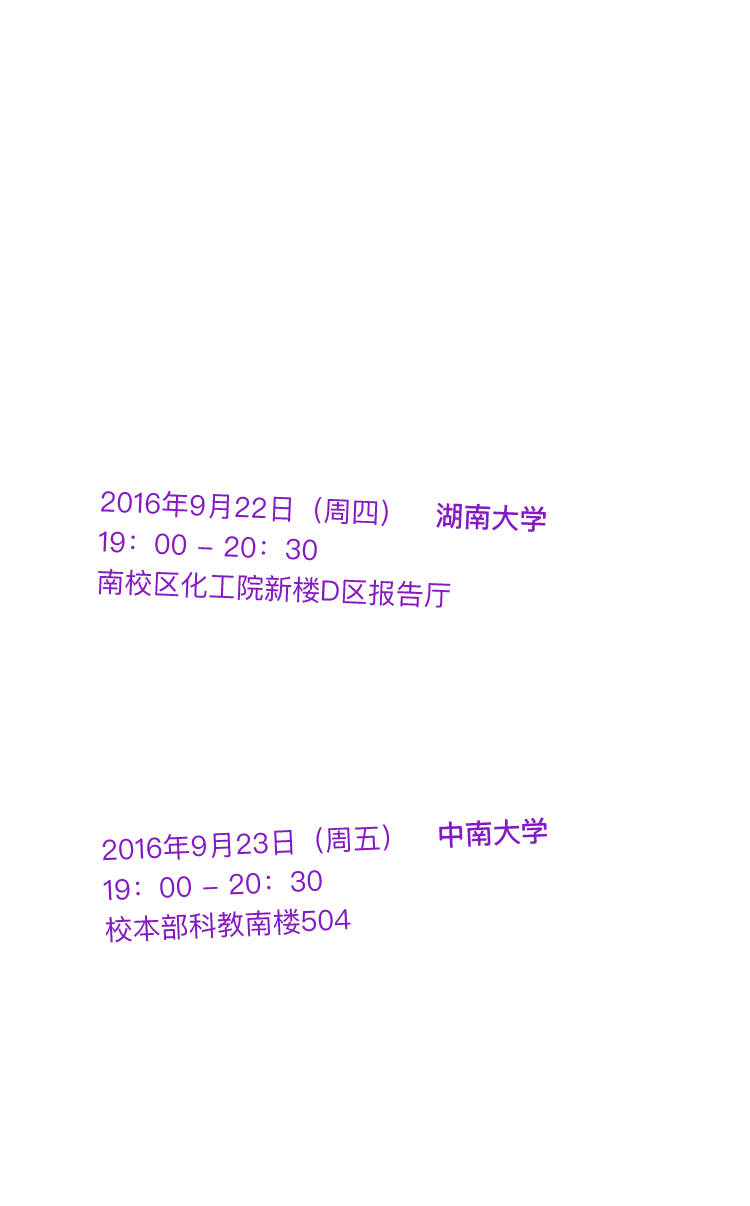 2016年9月22日（周四） 湖南大学
19：00 – 20：30
南校区化工院新楼D区报告厅
2016年9月23日（周五） 中南大学
19：00 – 20：30
校本部科教南楼504